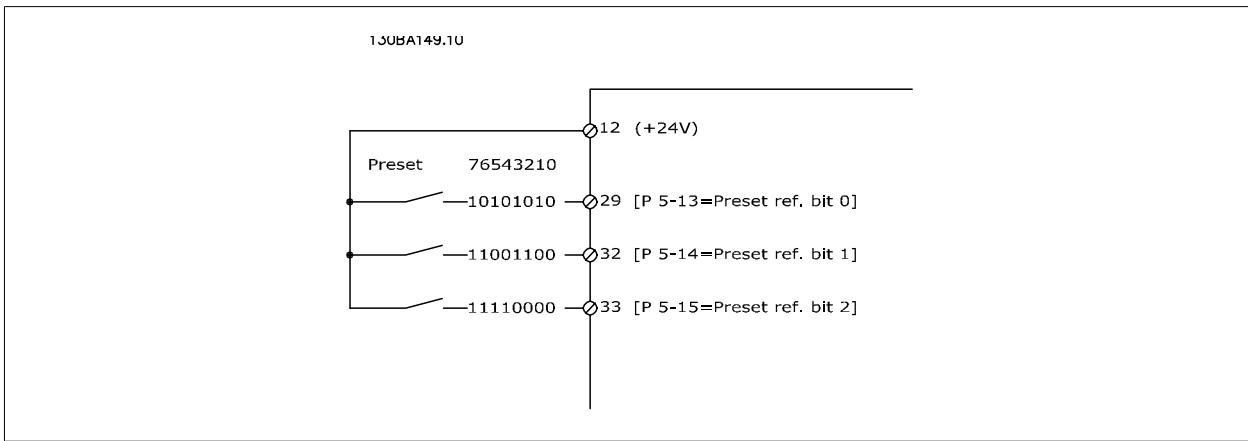 130BA149.10
12 (+24V)
Preset 76543210
10101010 29 [P 5-13=Preset ref. bit 0]
11001100 32 [P 5-14=Preset ref. bit 1]
11110000 33 [P 5-15=Preset ref. bit 2]